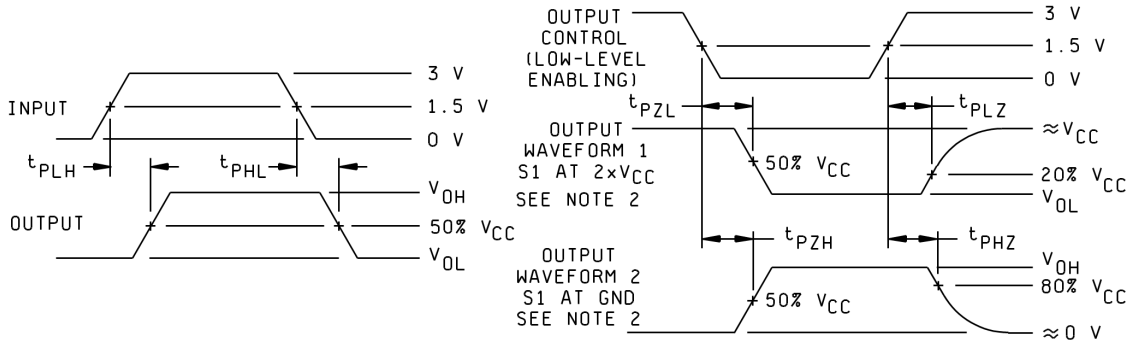 INPUT
3 V
1.5 V
0 V
tPLH
tPHL
OUTPUT
VOH
50% VCC
VOL
OUTPUT
CONTROL
(LOW-LEVEL
ENABLING)
3 V
1.5 V
0 V
tPZL
tPLZ
OUTPUT
WAVEFORM 1
S1 AT 2×VCC
SEE NOTE 2
50% VCC
≈VCC
20% VCC
VOL
tPZH
tPHZ
OUTPUT
WAVEFORM 2
S1 AT GND
SEE NOTE 2
50% VCC
VOH
80% VCC
≈0 V